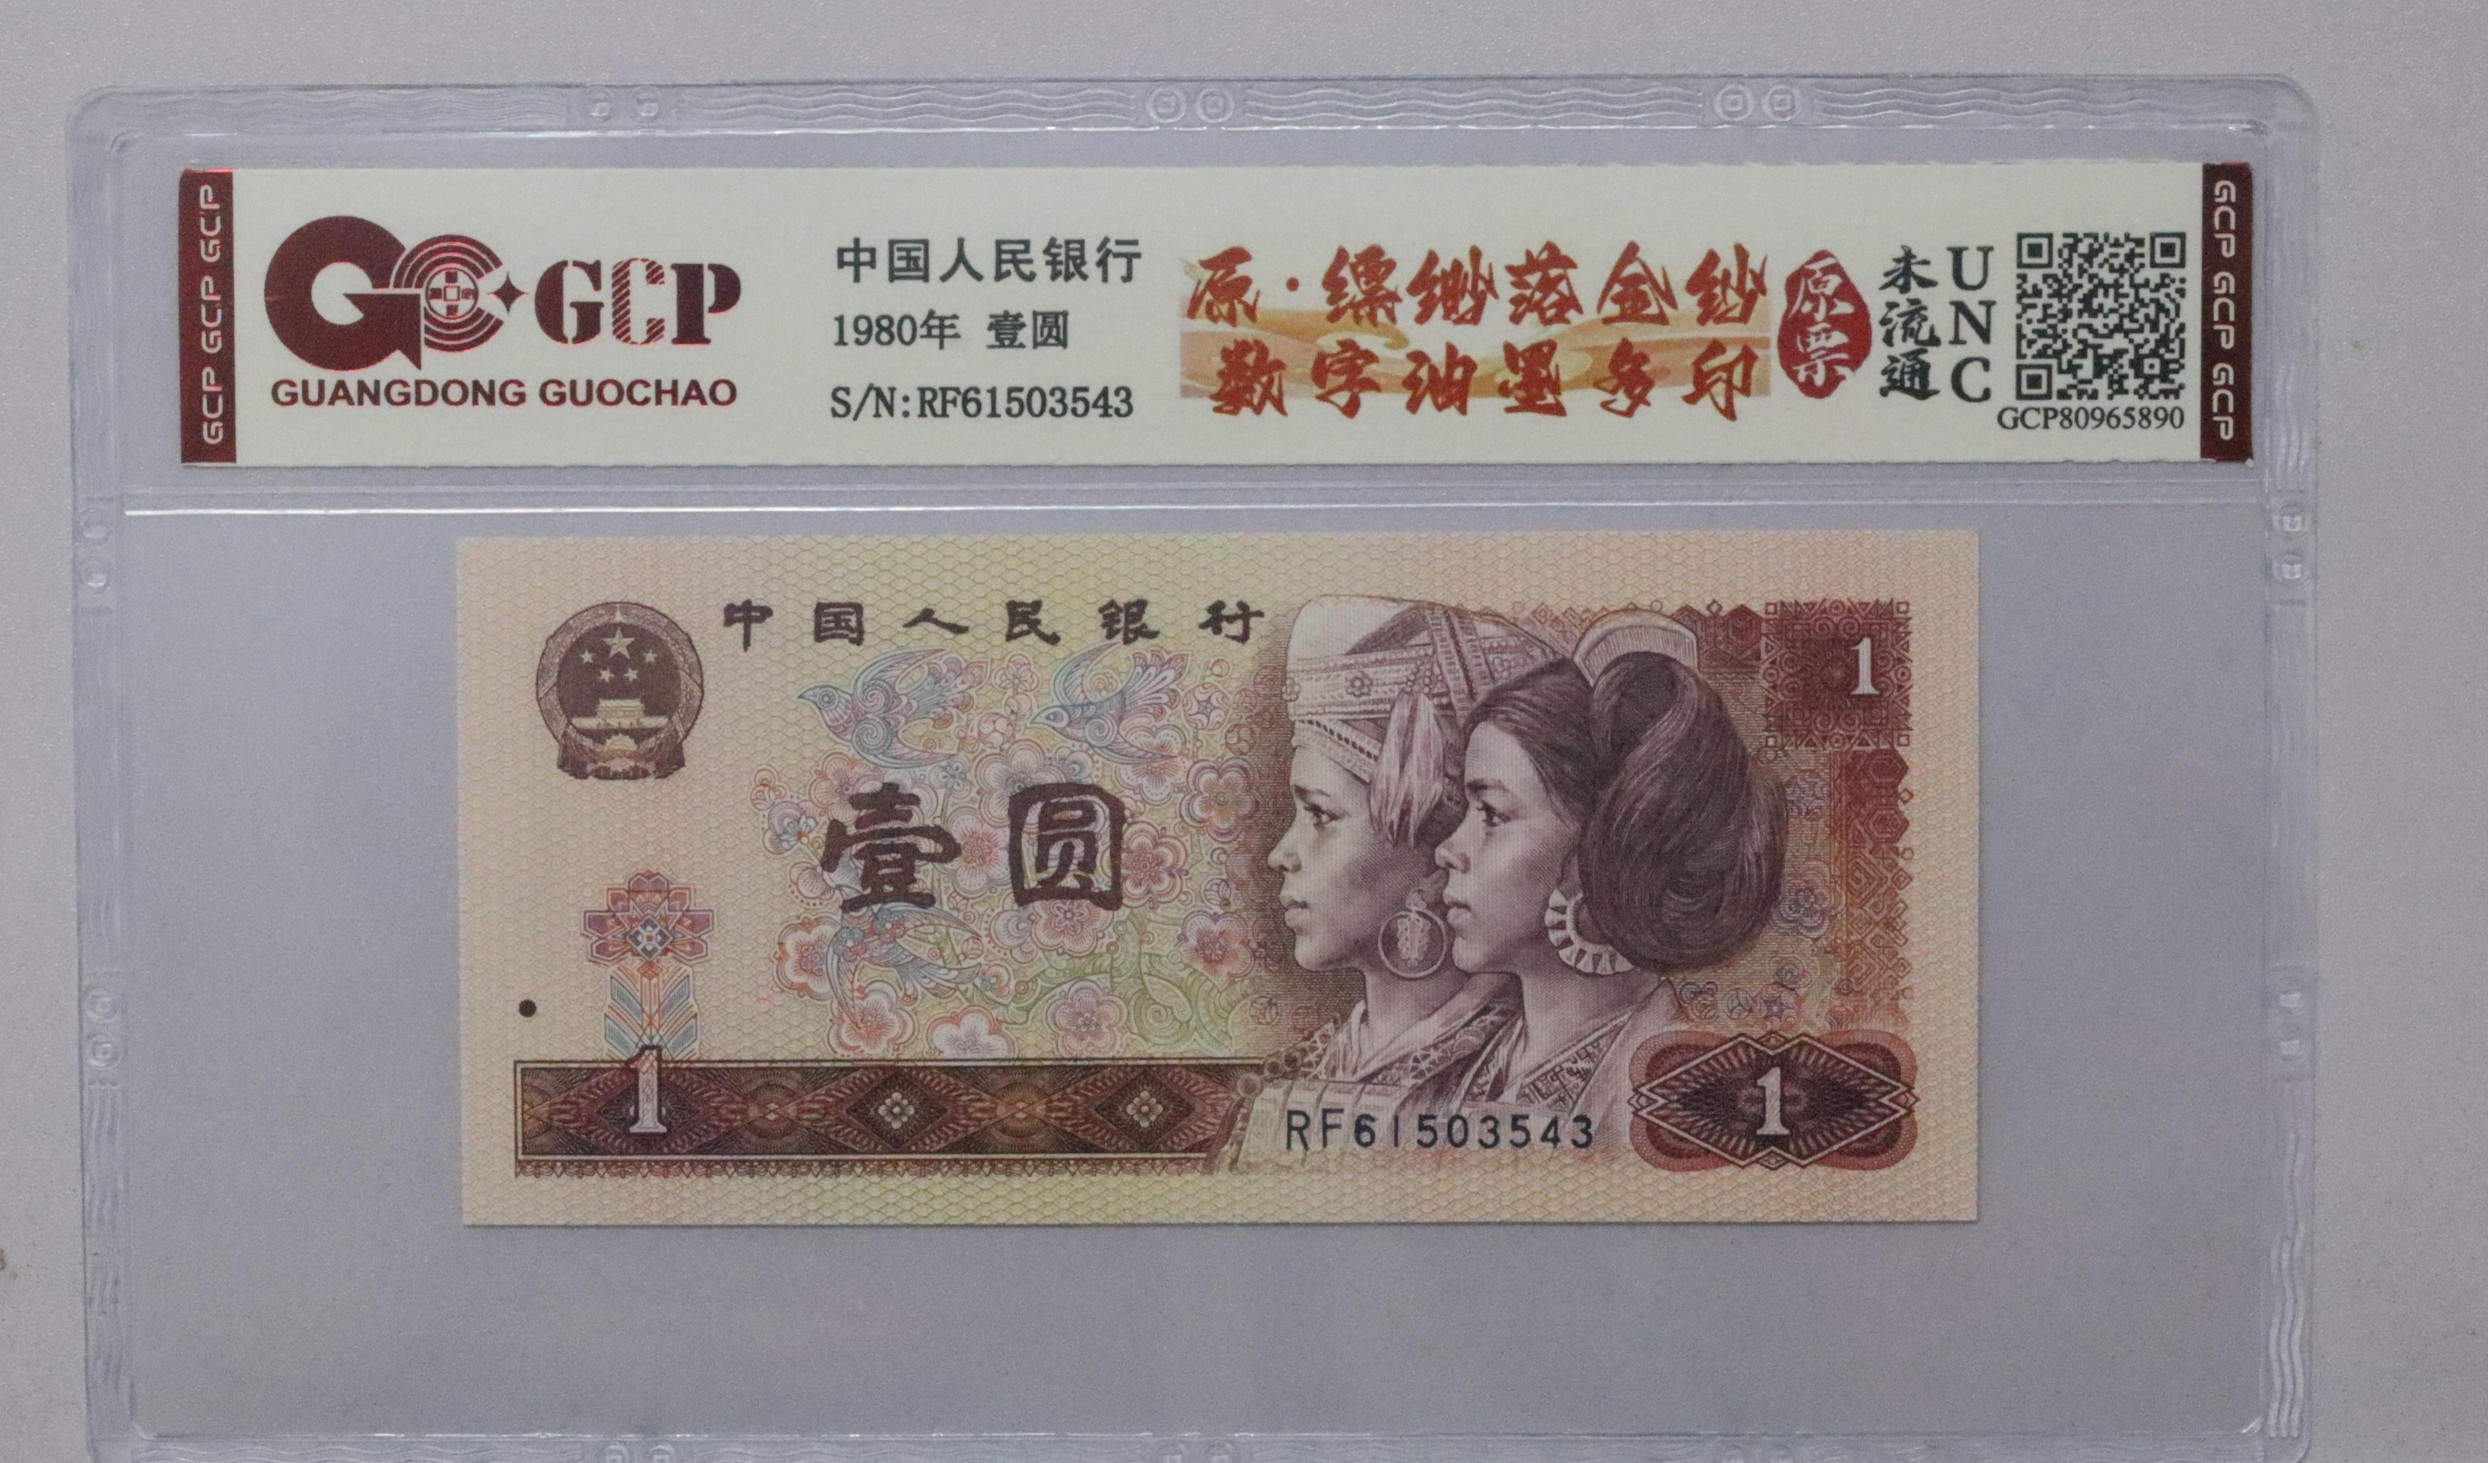 GCP GCP GCP
GCP
GUANGDONG GUOCHAO
中国人民银行
1980年 壹圆
S/N:RF61503543
原·缥缈落金纱
数字油墨多印
原票
未流通
UNC
GCP80965890
GCP GCP GCP
中国人民银行
1
壹圆
1
RF61503543
1